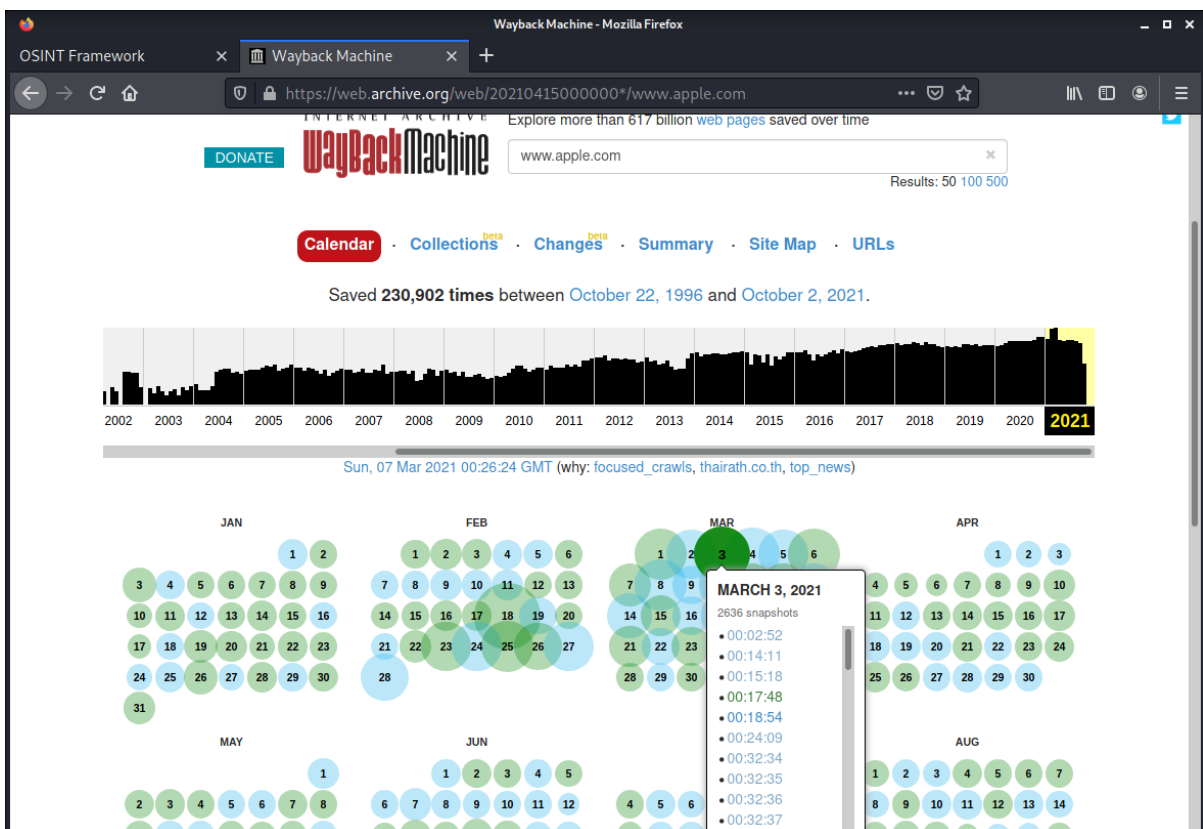 Wayback Machine - Mozilla Firefox
OSINT Framework
Wayback Machine
https://web.archive.org/web/20210415000000*/www.apple.com
INTERNET ARCHIVE
WayBackMachine
DONATE
Explore more than 617 billion web pages saved over time
www.apple.com
Results: 50 100 500
Calendar · Collections beta · Changes beta · Summary · Site Map · URLs
Saved 230,902 times between October 22, 1996 and October 2, 2021.
2002 2003 2004 2005 2006 2007 2008 2009 2010 2011 2012 2013 2014 2015 2016 2017 2018 2019 2020 2021
Sun, 07 Mar 2021 00:26:24 GMT (why: focused_crawls, thairath.co.th, top_news)
JAN
1 2
3 4 5 6 7 8 9
10 11 12 13 14 15 16
17 18 19 20 21 22 23
24 25 26 27 28 29 30
31
FEB
1 2 3 4 5 6
7 8 9 10 11 12 13
14 15 16 17 18 19 20
21 22 23 24 25 26 27
28
MAR
1 2 3 4 5 6
7 8 9
14 15 16
21 22 23
28 29 30
MARCH 3, 2021
2636 snapshots
• 00:02:52
• 00:14:11
• 00:15:18
• 00:17:48
• 00:18:54
• 00:24:09
• 00:32:34
• 00:32:35
• 00:32:36
• 00:32:37
APR
1 2 3
4 5 6 7 8 9 10
11 12 13 14 15 16 17
18 19 20 21 22 23 24
25 26 27 28 29 30
MAY
1
2 3 4 5 6 7 8
JUN
1 2 3 4 5
6 7 8 9 10 11 12
4 5 6
AUG
1 2 3 4 5 6 7
8 9 10 11 12 13 14